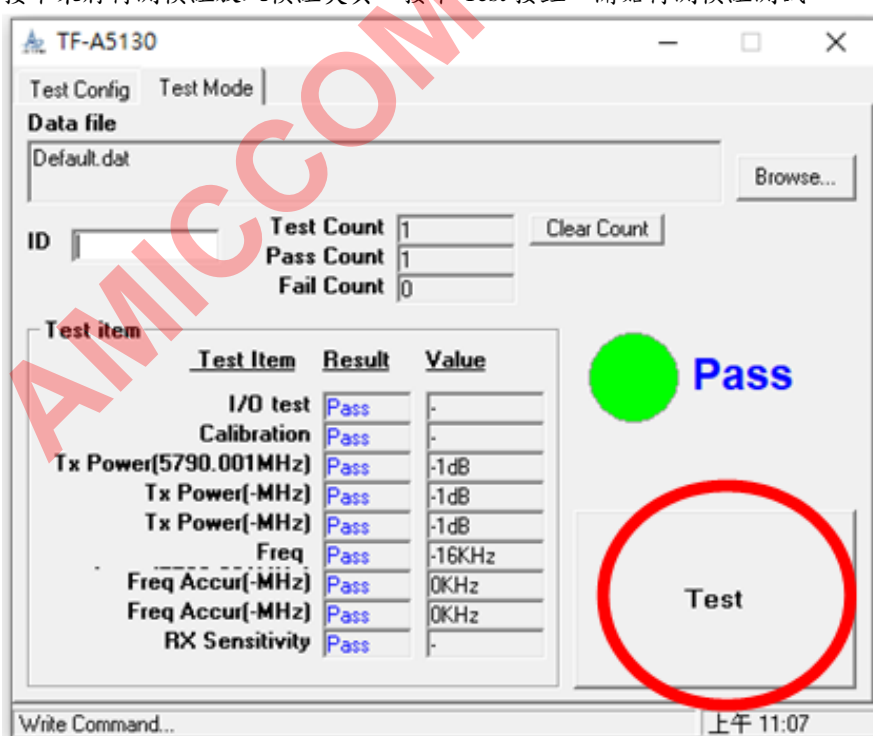 TF-A5130
Test Config Test Mode
Data file
Default.dat
Browse...
ID
Test Count 1
Clear Count
Pass Count 1
Fail Count 0
Test item
Test Item Result Value
I/O test Pass -
Calibration Pass -
Tx Power(5790.001MHz) Pass -1dB
Tx Power(-MHz) Pass -1dB
Tx Power(-MHz) Pass -1dB
Freq Pass -16KHz
Freq Accur(-MHz) Pass 0KHz
Freq Accur(-MHz) Pass 0KHz
RX Sensitivity Pass -
Pass
Test
Write Command...
上午 11:07
AMICCOM